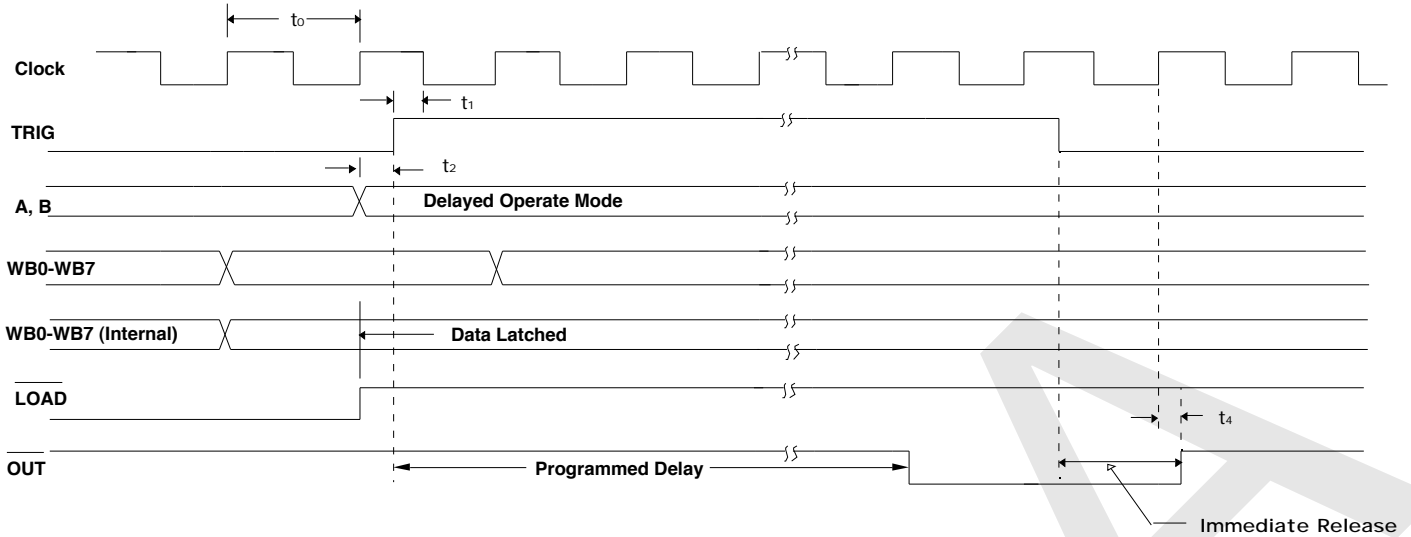 t0
Clock
t1
TRIG
t2
A, B
Delayed Operate Mode
WB0-WB7
WB0-WB7 (Internal)
Data Latched
LOAD
t4
OUT
Programmed Delay
Immediate Release